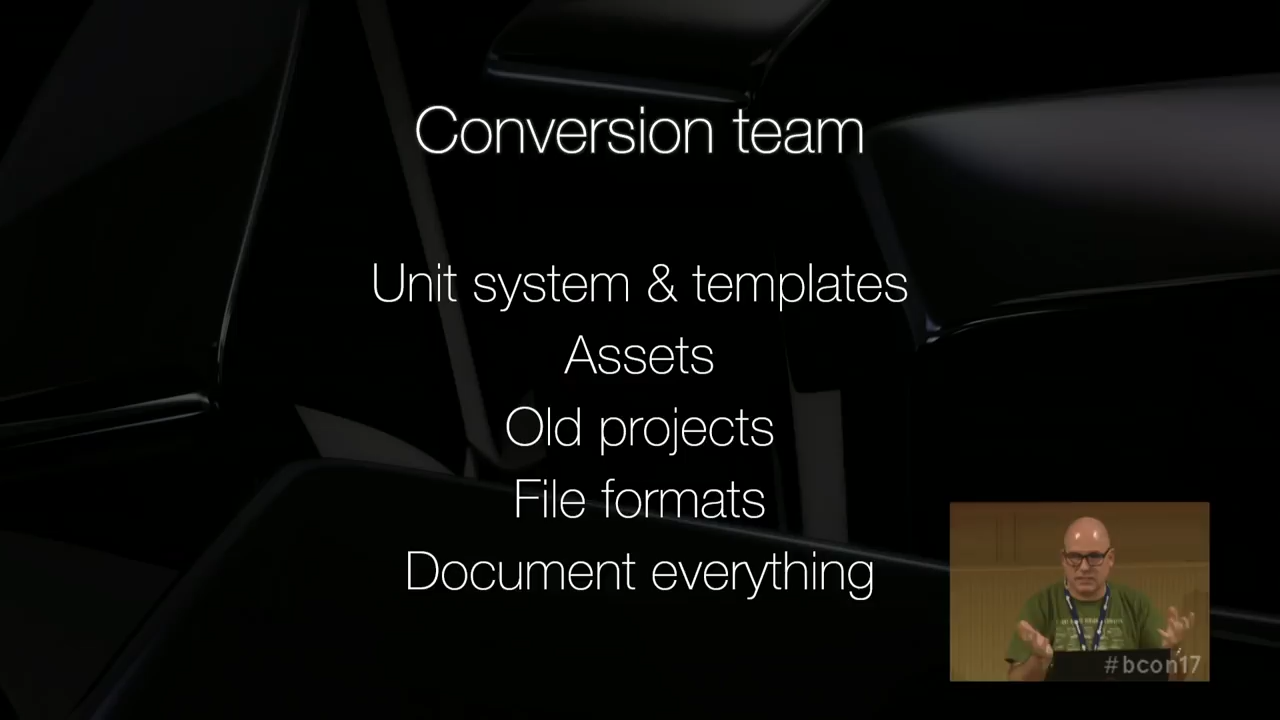 Conversion team
Unit system & templates
Assets
Old projects
File formats
Document everything
#bcon17